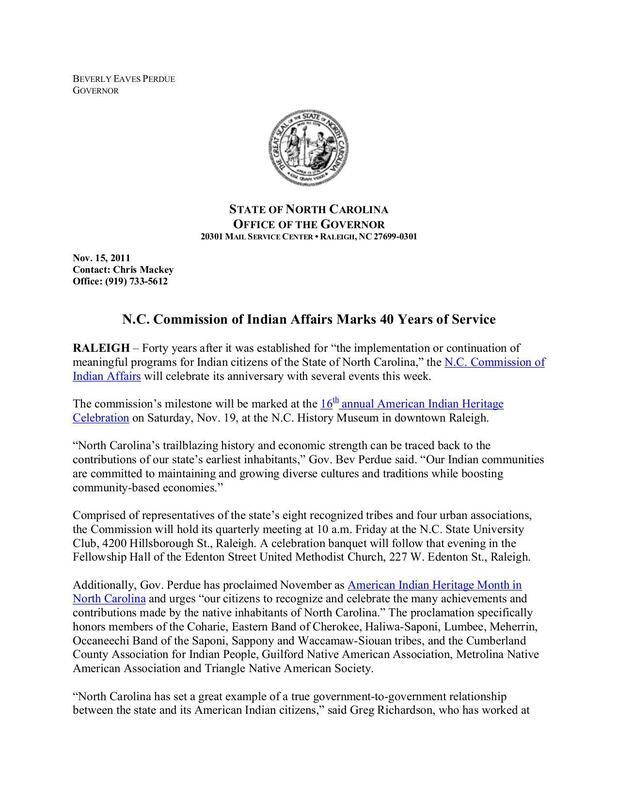 BEVERLY EAVES PERDUE
GOVERNOR
THE GREAT SEAL OF THE STATE OF NORTH CAROLINA
ESSE QUAM VIDERI
STATE OF NORTH CAROLINA
OFFICE OF THE GOVERNOR
20301 MAIL SERVICE CENTER • RALEIGH, NC 27699-0301
Nov. 15, 2011
Contact: Chris Mackey
Office: (919) 733-5612
N.C. Commission of Indian Affairs Marks 40 Years of Service
RALEIGH – Forty years after it was established for “the implementation or continuation of
meaningful programs for Indian citizens of the State of North Carolina,” the N.C. Commission of
Indian Affairs will celebrate its anniversary with several events this week.
The commission’s milestone will be marked at the 16th annual American Indian Heritage
Celebration on Saturday, Nov. 19, at the N.C. History Museum in downtown Raleigh.
“North Carolina’s trailblazing history and economic strength can be traced back to the
contributions of our state’s earliest inhabitants,” Gov. Bev Perdue said. “Our Indian communities
are committed to maintaining and growing diverse cultures and traditions while boosting
community-based economies.”
Comprised of representatives of the state’s eight recognized tribes and four urban associations,
the Commission will hold its quarterly meeting at 10 a.m. Friday at the N.C. State University
Club, 4200 Hillsborough St., Raleigh. A celebration banquet will follow that evening in the
Fellowship Hall of the Edenton Street United Methodist Church, 227 W. Edenton St., Raleigh.
Additionally, Gov. Perdue has proclaimed November as American Indian Heritage Month in
North Carolina and urges “our citizens to recognize and celebrate the many achievements and
contributions made by the native inhabitants of North Carolina.” The proclamation specifically
honors members of the Coharie, Eastern Band of Cherokee, Haliwa-Saponi, Lumbee, Meherrin,
Occaneechi Band of the Saponi, Sappony and Waccamaw-Siouan tribes, and the Cumberland
County Association for Indian People, Guilford Native American Association, Metrolina Native
American Association and Triangle Native American Society.
“North Carolina has set a great example of a true government-to-government relationship
between the state and its American Indian citizens,” said Greg Richardson, who has worked at